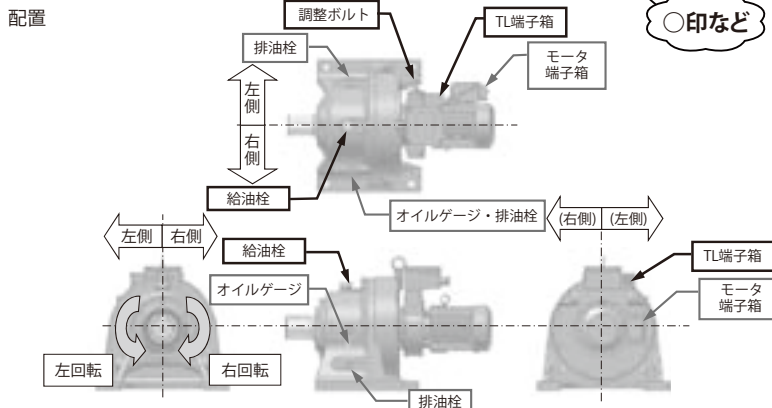 配置
調整ボルト
TL端子箱
○印など
排油栓
モータ
端子箱
左側
右側
給油栓
オイルゲージ・排油栓
(右側)
(左側)
左側
右側
給油栓
TL端子箱
オイルゲージ
モータ
端子箱
左回転
右回転
排油栓